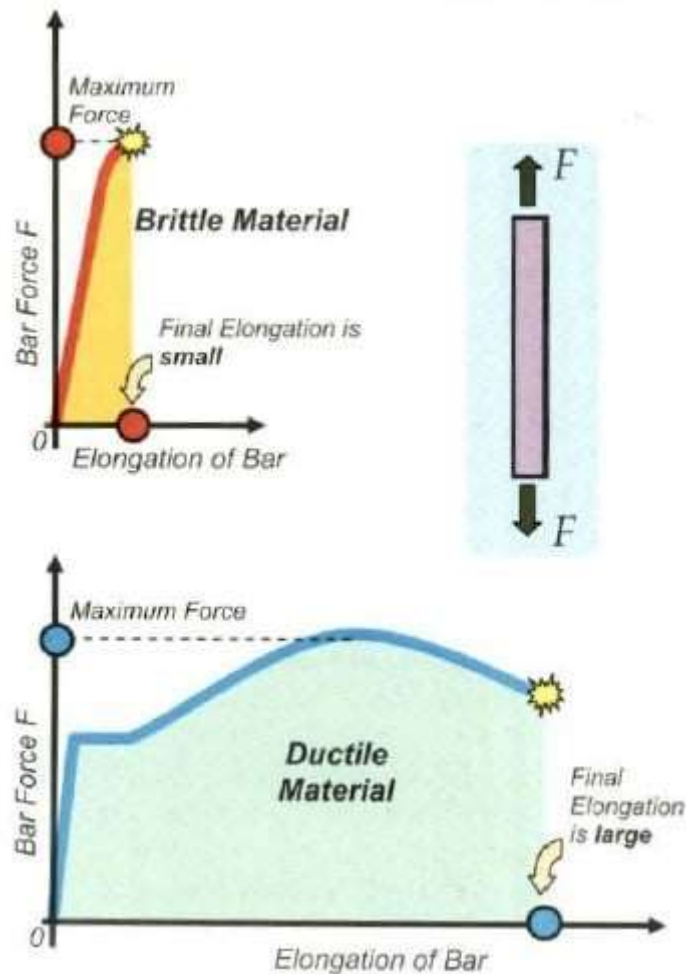 Maximum
Force
Bar Force F
Brittle Material
Final Elongation is
small
0
Elongation of Bar
F
F
Maximum Force
Bar Force F
Ductile
Material
Final
Elongation
is large
0
Elongation of Bar